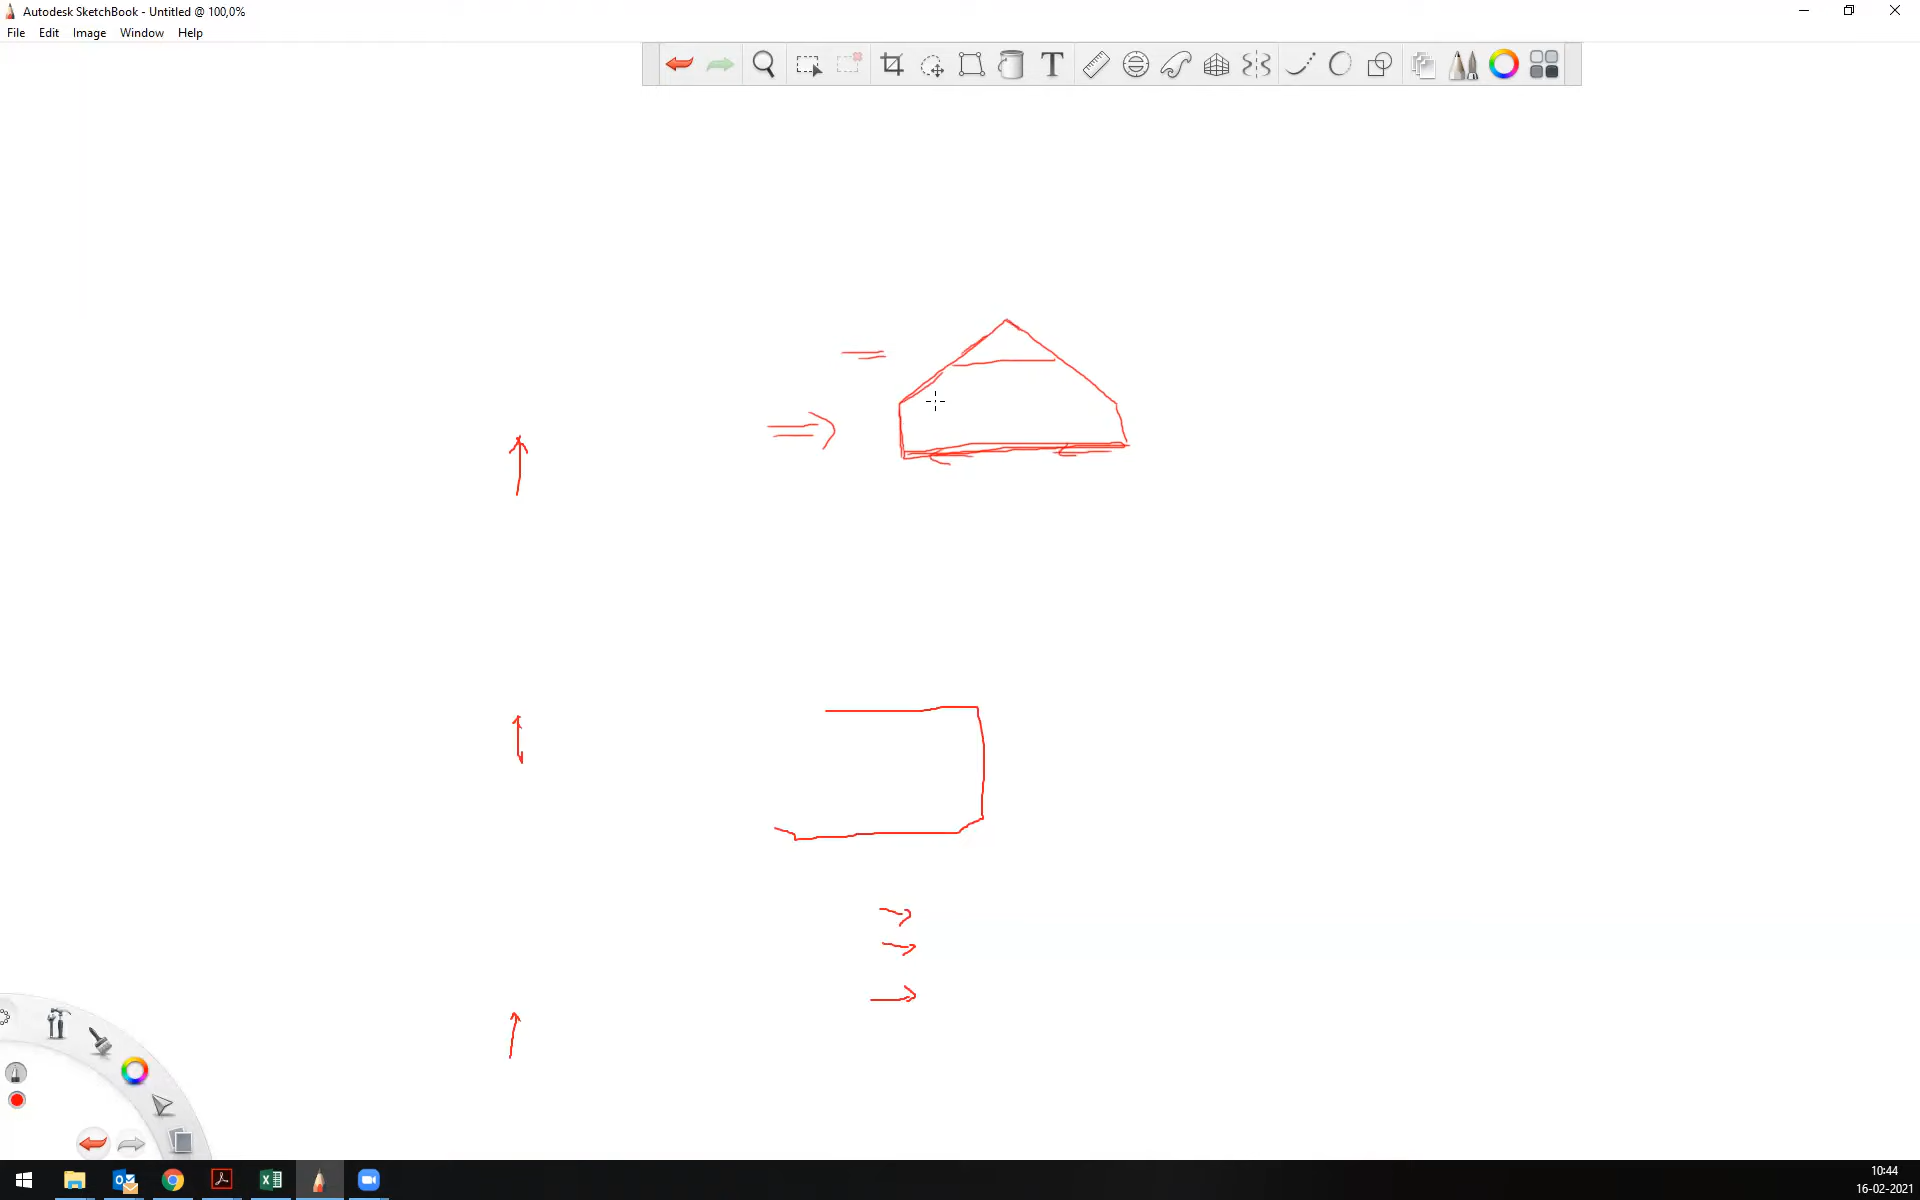 Autodesk SketchBook - Untitled @ 100,0%
File Edit Image Window Help
T
10:44
16-02-2021